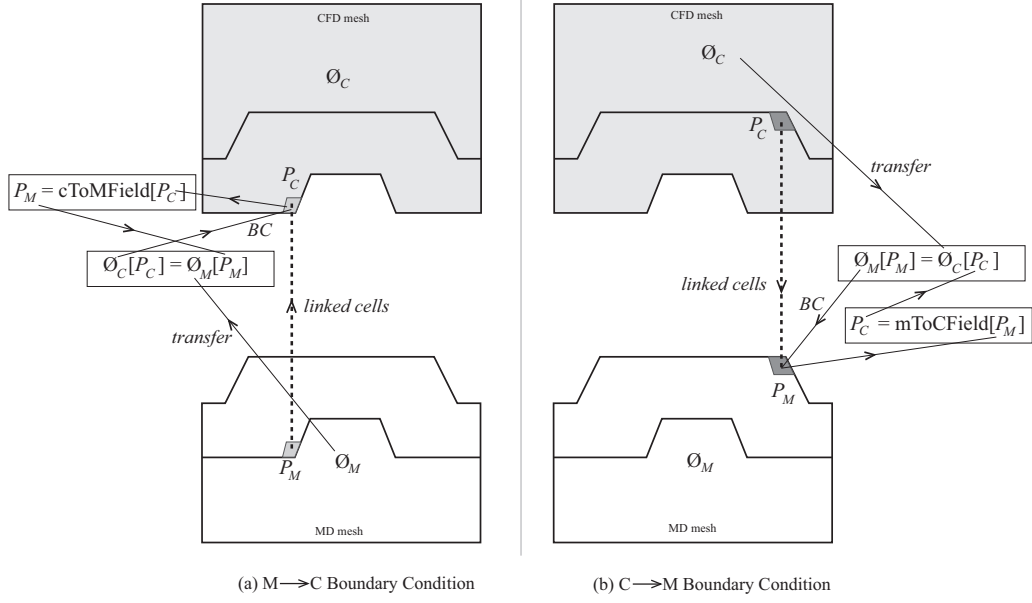 CFD mesh
Ø_C
P_C
P_M = cToMField[P_C]
BC
Ø_C[P_C] = Ø_M[P_M]
linked cells
transfer
P_M
Ø_M
MD mesh
(a) M⟶C Boundary Condition
CFD mesh
Ø_C
P_C
transfer
Ø_M[P_M] = Ø_C[P_C]
linked cells
BC
P_C = mToCField[P_M]
P_M
Ø_M
MD mesh
(b) C⟶M Boundary Condition